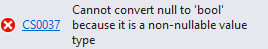 Cannot convert null to 'bool'
CS0037 because it is a non-nullable value
type